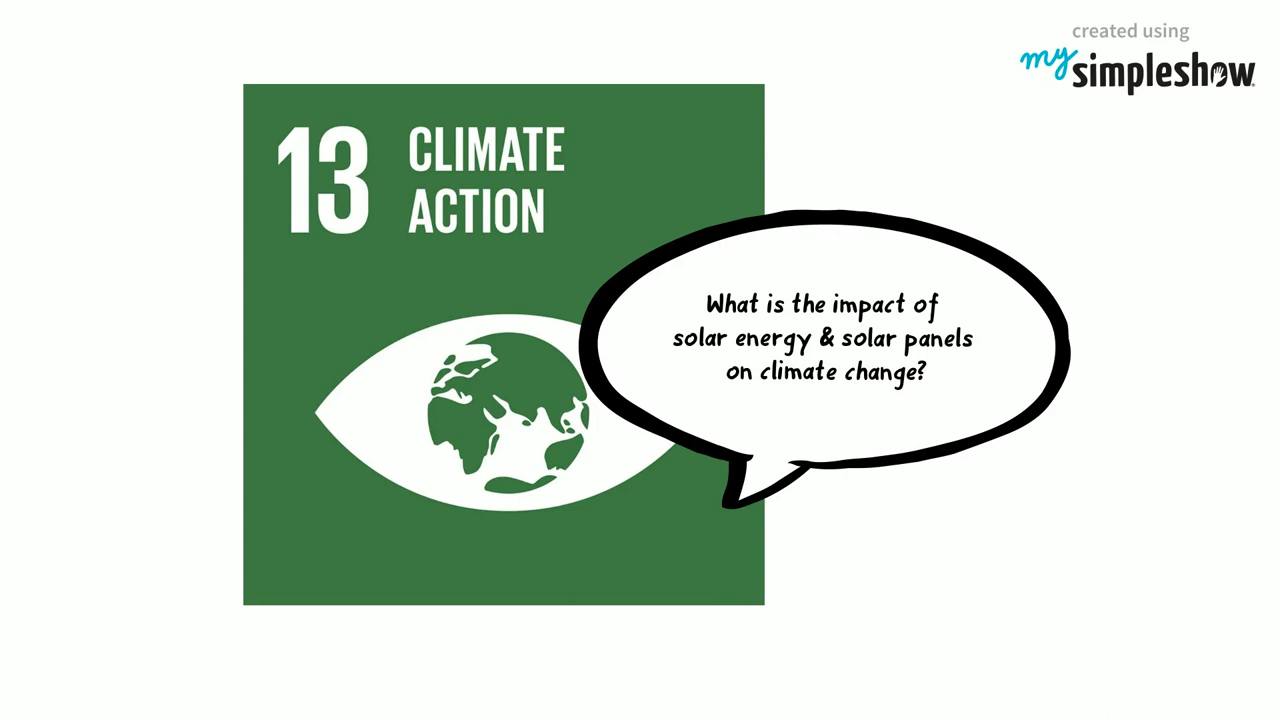 created using
my simpleshow
13 CLIMATE
ACTION
What is the impact of
solar energy & solar panels
on climate change?